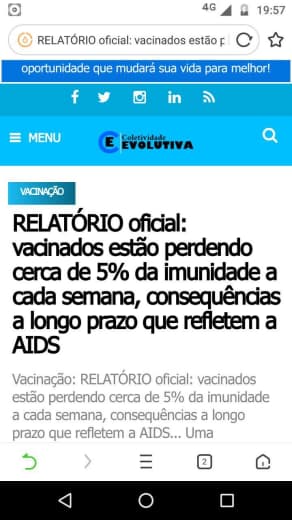 4G 19:57
RELATÓRIO oficial: vacinados estão p
oportunidade que mudará sua vida para melhor!
MENU
CE Coletividade
EVOLUTIVA
VACINAÇÃO
RELATÓRIO oficial:
vacinados estão perdendo
cerca de 5% da imunidade a
cada semana, consequências
a longo prazo que refletem a
AIDS
Vacinação: RELATÓRIO oficial: vacinados
estão perdendo cerca de 5% da imunidade
a cada semana, consequências a longo
prazo que refletem a AIDS... Uma
2